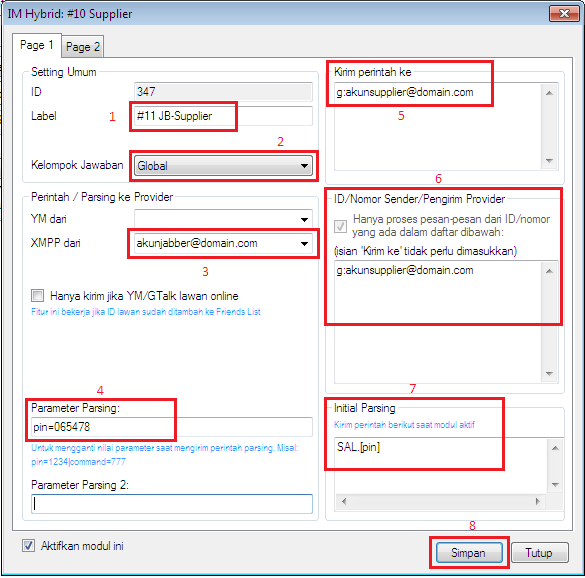 IM Hybrid: #10 Supplier
Page 1
Page 2
Setting Umum
ID
347
Label
1
#11 JB-Supplier
2
Kelompok Jawaban
Global
Perintah / Parsing ke Provider
YM dari
XMPP dari
akunjabber@domain.com
3
Hanya kirim jika YM/GTalk lawan online
Fitur ini bekerja jika ID lawan sudah ditambah ke Friends List
4
Parameter Parsing:
pin=065478
Untuk mengganti nilai parameter saat mengirim perintah parsing. Misal:
pin=1234|command=777
Parameter Parsing 2:
Kirim perintah ke
g:akunsupplier@domain.com
5
6
ID/Nomor Sender/Pengirim Provider
Hanya proses pesan-pesan dari ID/nomor
yang ada dalam daftar dibawah:
(isian 'Kirim ke' tidak perlu dimasukkan)
g:akunsupplier@domain.com
7
Initial Parsing
Kirim perintah berikut saat modul aktif
SAL.[pin]
8
Aktifkan modul ini
Simpan
Tutup